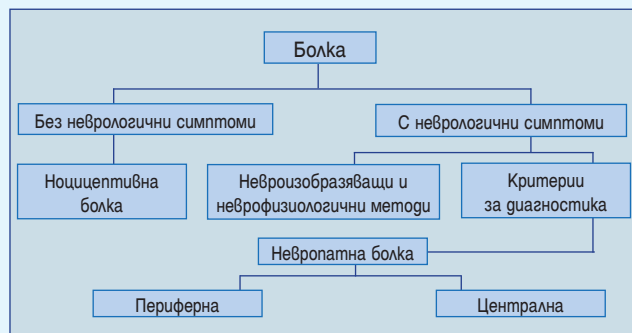 Болка
Без неврологични симптоми
С неврологични симптоми
Ноцицептивна
болка
Невроизобразяващи и
неврофизиологични методи
Критерии
за диагностика
Невропатна болка
Периферна
Централна